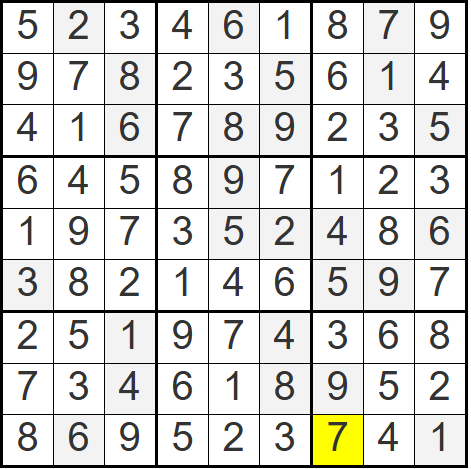 5 2 3 4 6 1 8 7 9
9 7 8 2 3 5 6 1 4
4 1 6 7 8 9 2 3 5
6 4 5 8 9 7 1 2 3
1 9 7 3 5 2 4 8 6
3 8 2 1 4 6 5 9 7
2 5 1 9 7 4 3 6 8
7 3 4 6 1 8 9 5 2
8 6 9 5 2 3 7 4 1